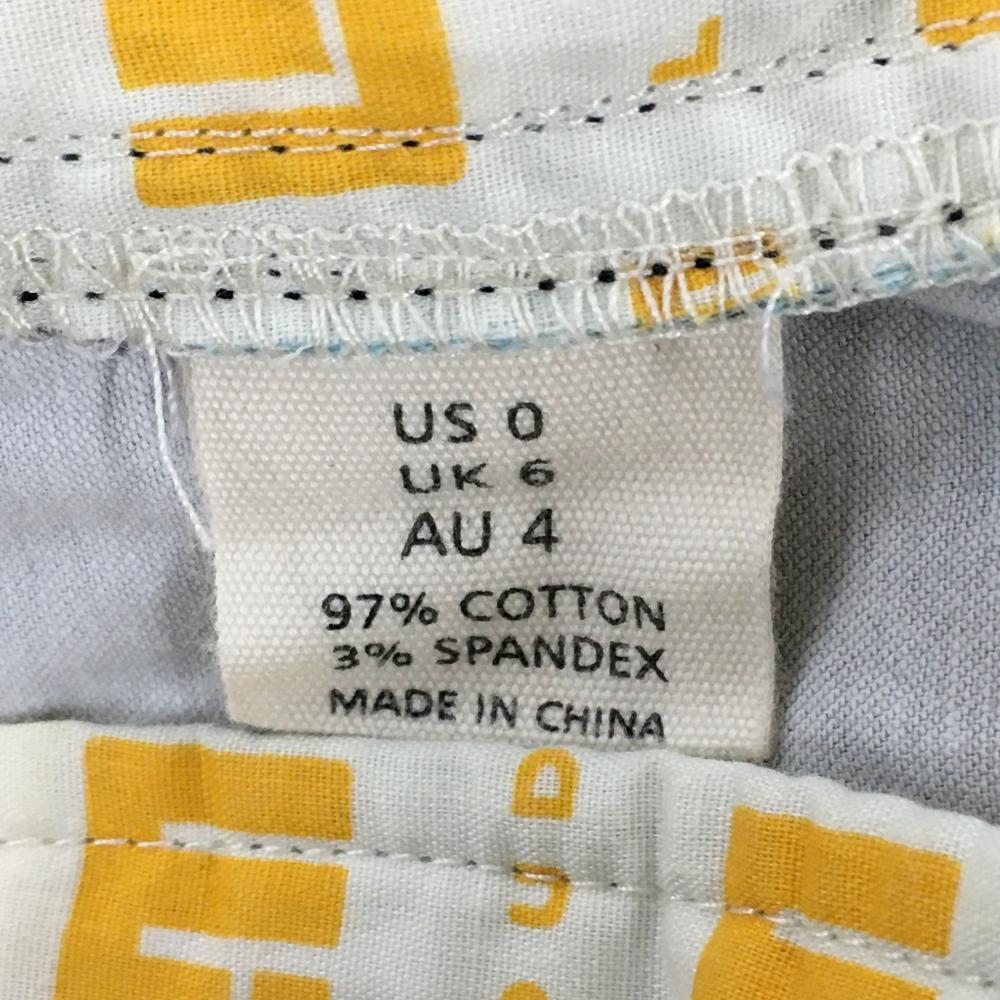 US 0
UK 6
AU 4
97% COTTON
3% SPANDEX
MADE IN CHINA